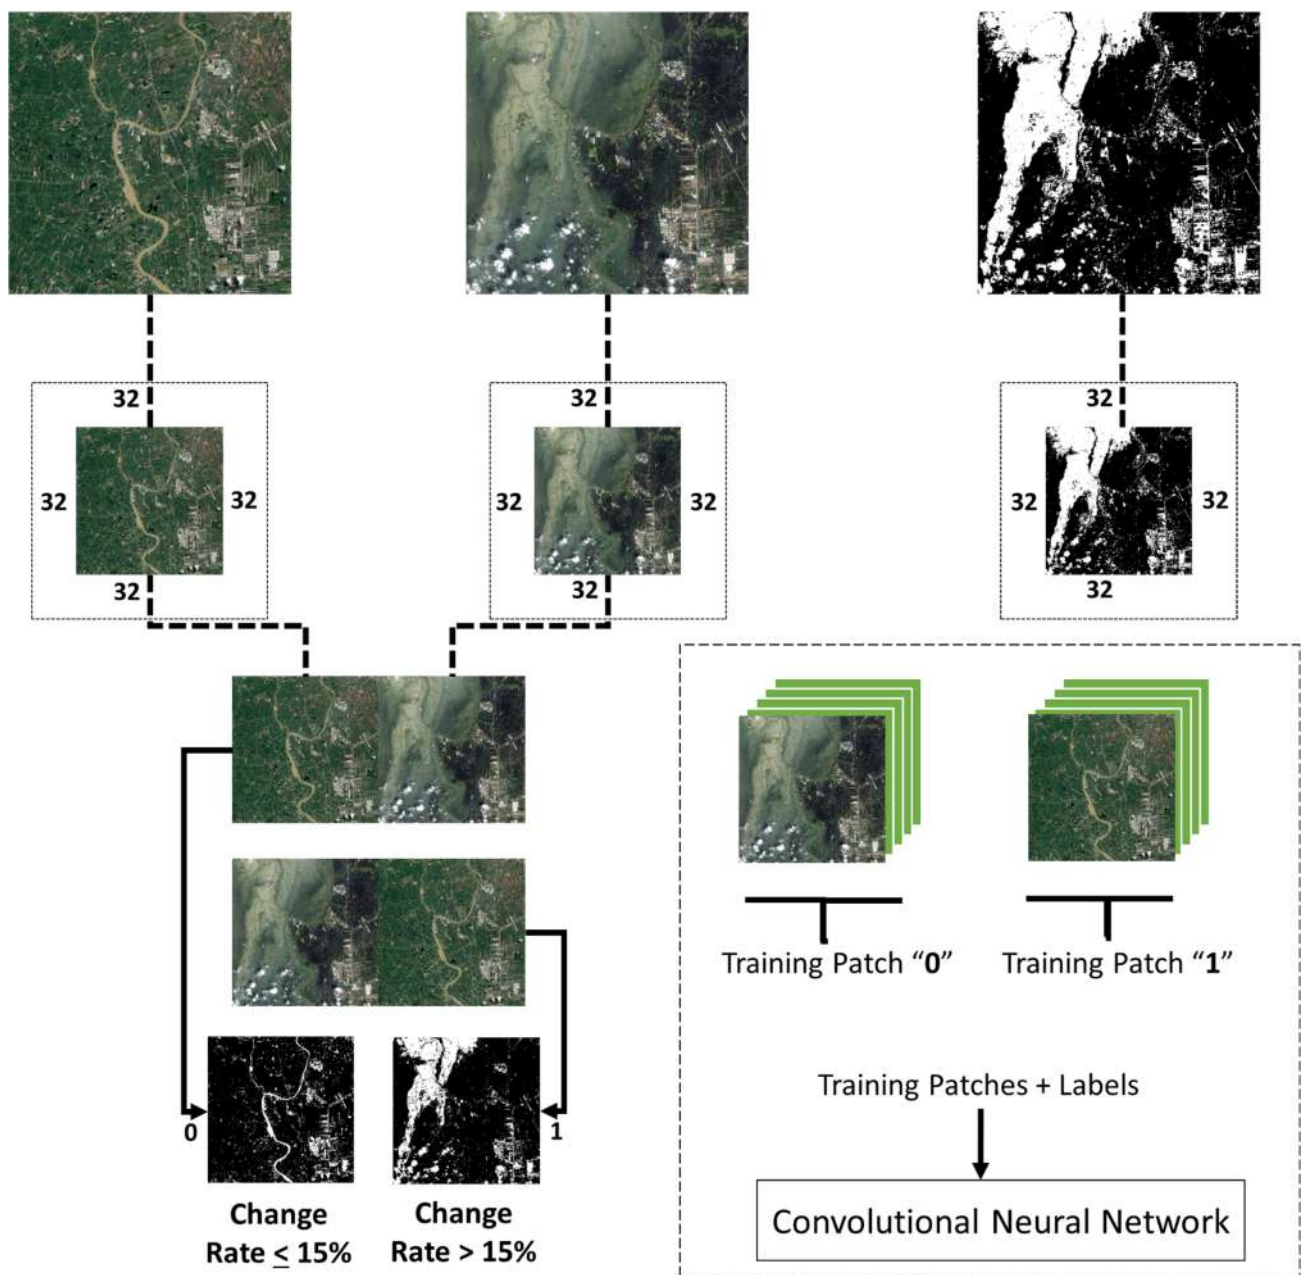 32
32
32
32
32
32
32
32
32
32
32
32
Training Patch “0”
Training Patch “1”
Training Patches + Labels
0
1
Change
Rate ≤ 15%
Change
Rate > 15%
Convolutional Neural Network